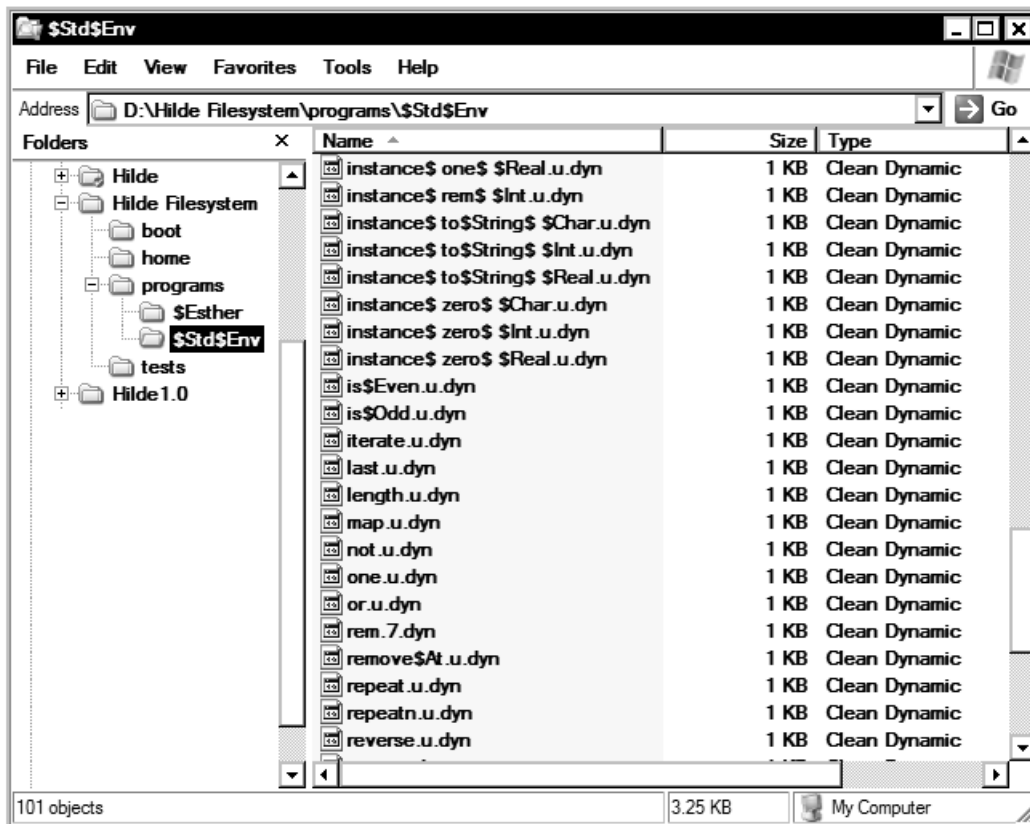 $Std$Env
File Edit View Favorites Tools Help
Address D:\Hilde Filesystem\programs\$Std$Env Go
Folders × Name Size Type
Hilde
Hilde Filesystem
boot
home
programs
$Esther
$Std$Env
tests
Hilde1.0
instance$ one$ $Real.u.dyn 1 KB Clean Dynamic
instance$ rem$ $Int.u.dyn 1 KB Clean Dynamic
instance$ to$String$ $Char.u.dyn 1 KB Clean Dynamic
instance$ to$String$ $Int.u.dyn 1 KB Clean Dynamic
instance$ to$String$ $Real.u.dyn 1 KB Clean Dynamic
instance$ zero$ $Char.u.dyn 1 KB Clean Dynamic
instance$ zero$ $Int.u.dyn 1 KB Clean Dynamic
instance$ zero$ $Real.u.dyn 1 KB Clean Dynamic
is$Even.u.dyn 1 KB Clean Dynamic
is$Odd.u.dyn 1 KB Clean Dynamic
iterate.u.dyn 1 KB Clean Dynamic
last.u.dyn 1 KB Clean Dynamic
length.u.dyn 1 KB Clean Dynamic
map.u.dyn 1 KB Clean Dynamic
not.u.dyn 1 KB Clean Dynamic
one.u.dyn 1 KB Clean Dynamic
or.u.dyn 1 KB Clean Dynamic
rem.7.dyn 1 KB Clean Dynamic
remove$At.u.dyn 1 KB Clean Dynamic
repeat.u.dyn 1 KB Clean Dynamic
repeatn.u.dyn 1 KB Clean Dynamic
reverse.u.dyn 1 KB Clean Dynamic
101 objects 3.25 KB My Computer